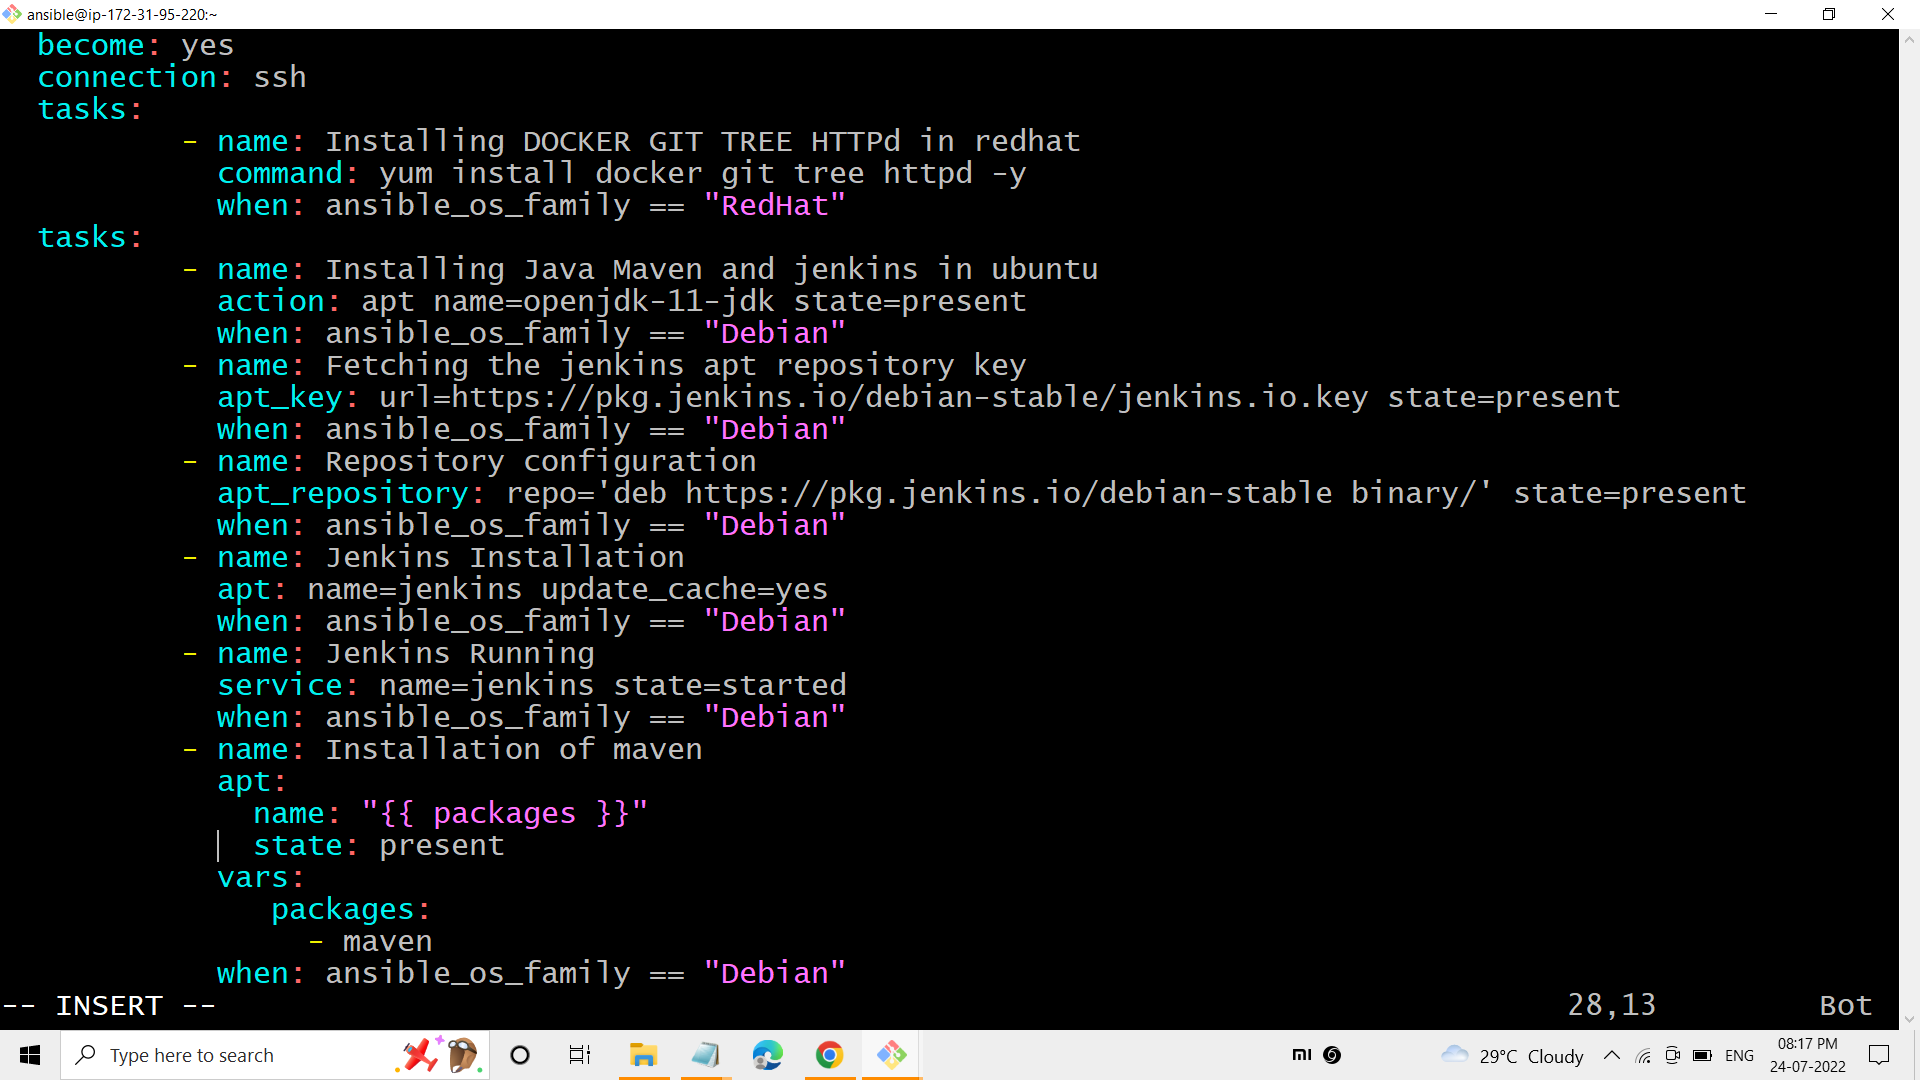 ansible@ip-172-31-95-220:~
become: yes
connection: ssh
tasks:
- name: Installing DOCKER GIT TREE HTTPd in redhat
command: yum install docker git tree httpd -y
when: ansible_os_family == "RedHat"
tasks:
- name: Installing Java Maven and jenkins in ubuntu
action: apt name=openjdk-11-jdk state=present
when: ansible_os_family == "Debian"
- name: Fetching the jenkins apt repository key
apt_key: url=https://pkg.jenkins.io/debian-stable/jenkins.io.key state=present
when: ansible_os_family == "Debian"
- name: Repository configuration
apt_repository: repo='deb https://pkg.jenkins.io/debian-stable binary/' state=present
when: ansible_os_family == "Debian"
- name: Jenkins Installation
apt: name=jenkins update_cache=yes
when: ansible_os_family == "Debian"
- name: Jenkins Running
service: name=jenkins state=started
when: ansible_os_family == "Debian"
- name: Installation of maven
apt:
name: "{{ packages }}"
state: present
vars:
packages:
- maven
when: ansible_os_family == "Debian"
-- INSERT -- 28,13 Bot
Type here to search mi 29°C Cloudy ENG 08:17 PM
24-07-2022